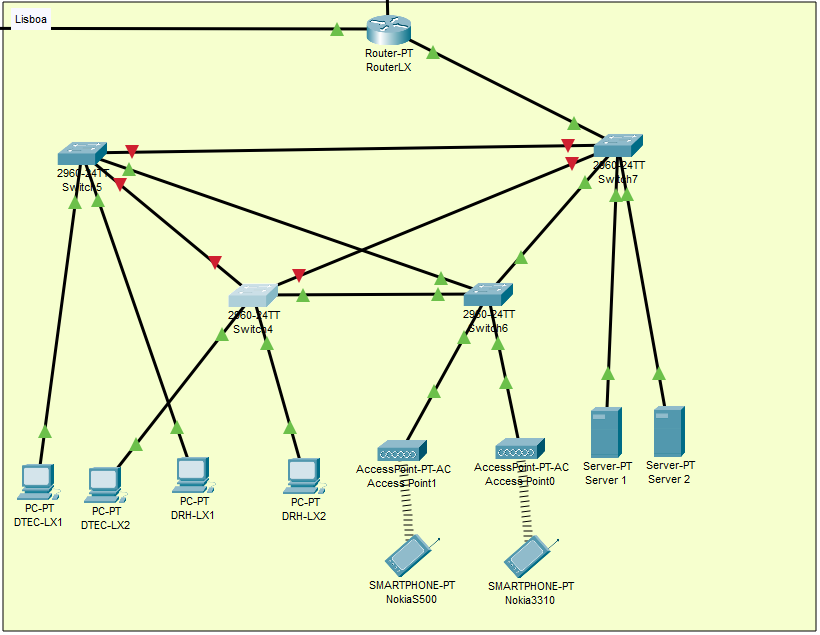 Lisboa
Router-PT
RouterLX
2960-24TT
Switch5
2960-24TT
Switch7
2960-24TT
Switch4
2960-24TT
Switch6
PC-PT
DTEC-LX1
PC-PT
DTEC-LX2
PC-PT
DRH-LX1
PC-PT
DRH-LX2
AccessPoint-PT-AC
Access Point1
AccessPoint-PT-AC
Access Point0
Server-PT
Server 1
Server-PT
Server 2
SMARTPHONE-PT
NokiaS500
SMARTPHONE-PT
Nokia3310